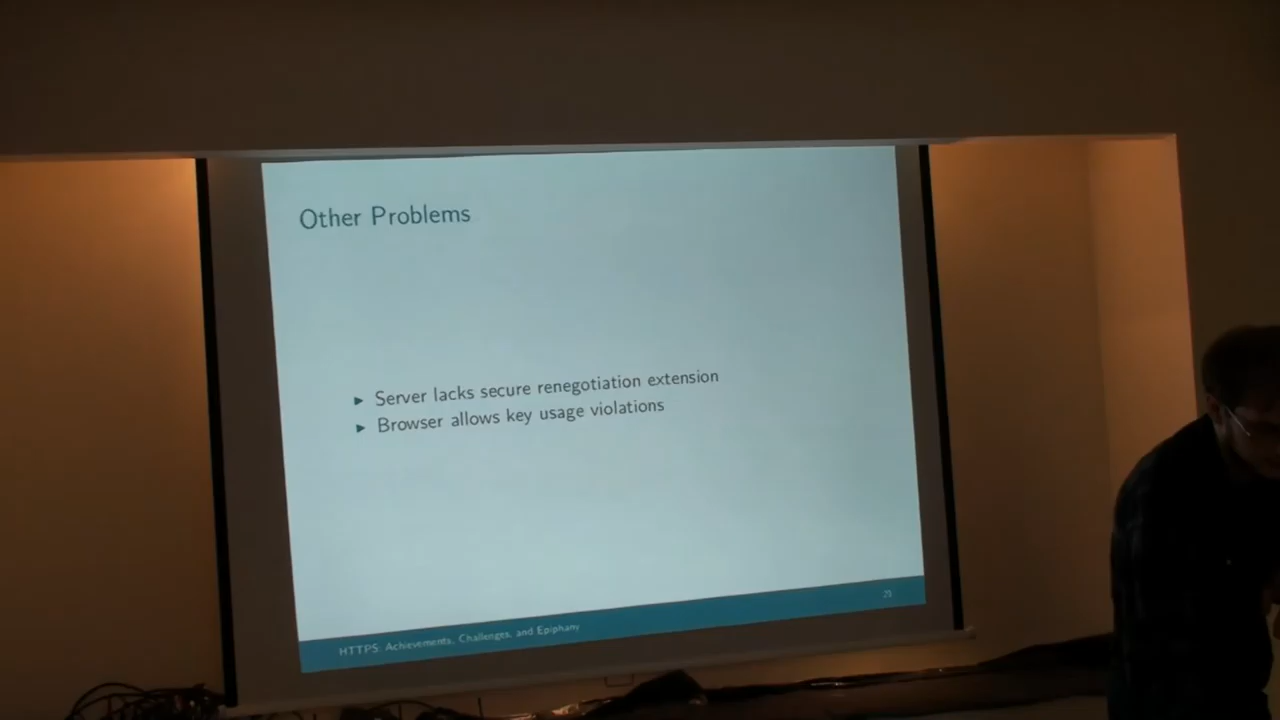 Other Problems
Server lacks secure renegotiation extension
Browser allows key usage violations
HTTPS: Achievements, Challenges, and Epiphany